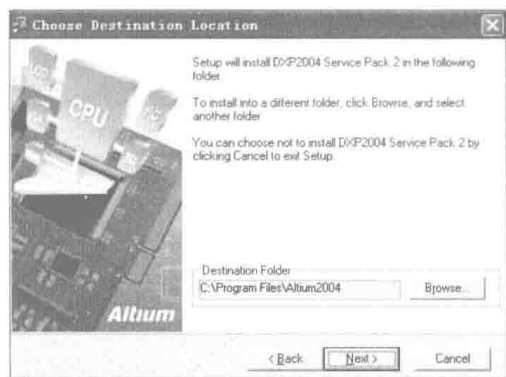 Choose Destination Location
Setup will install DXP2004 Service Pack 2 in the following
folder.
To install into a different folder, click Browse, and select
another folder
You can choose not to install DXP2004 Service Pack 2 by
clicking Cancel to exit Setup.
CPU
Altium
Destination Folder
C:\Program Files\Altium2004
Browse...
< Back
Next >
Cancel